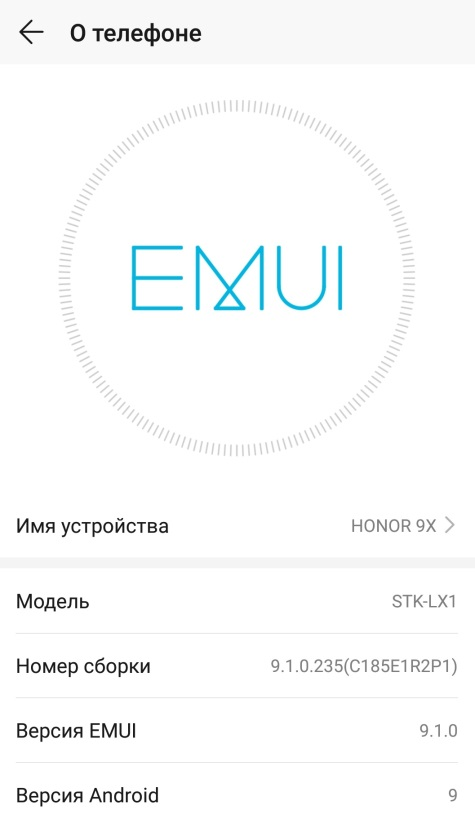 О телефоне
EMUI
Имя устройства HONOR 9X
Модель STK-LX1
Номер сборки 9.1.0.235(C185E1R2P1)
Версия EMUI 9.1.0
Версия Android 9